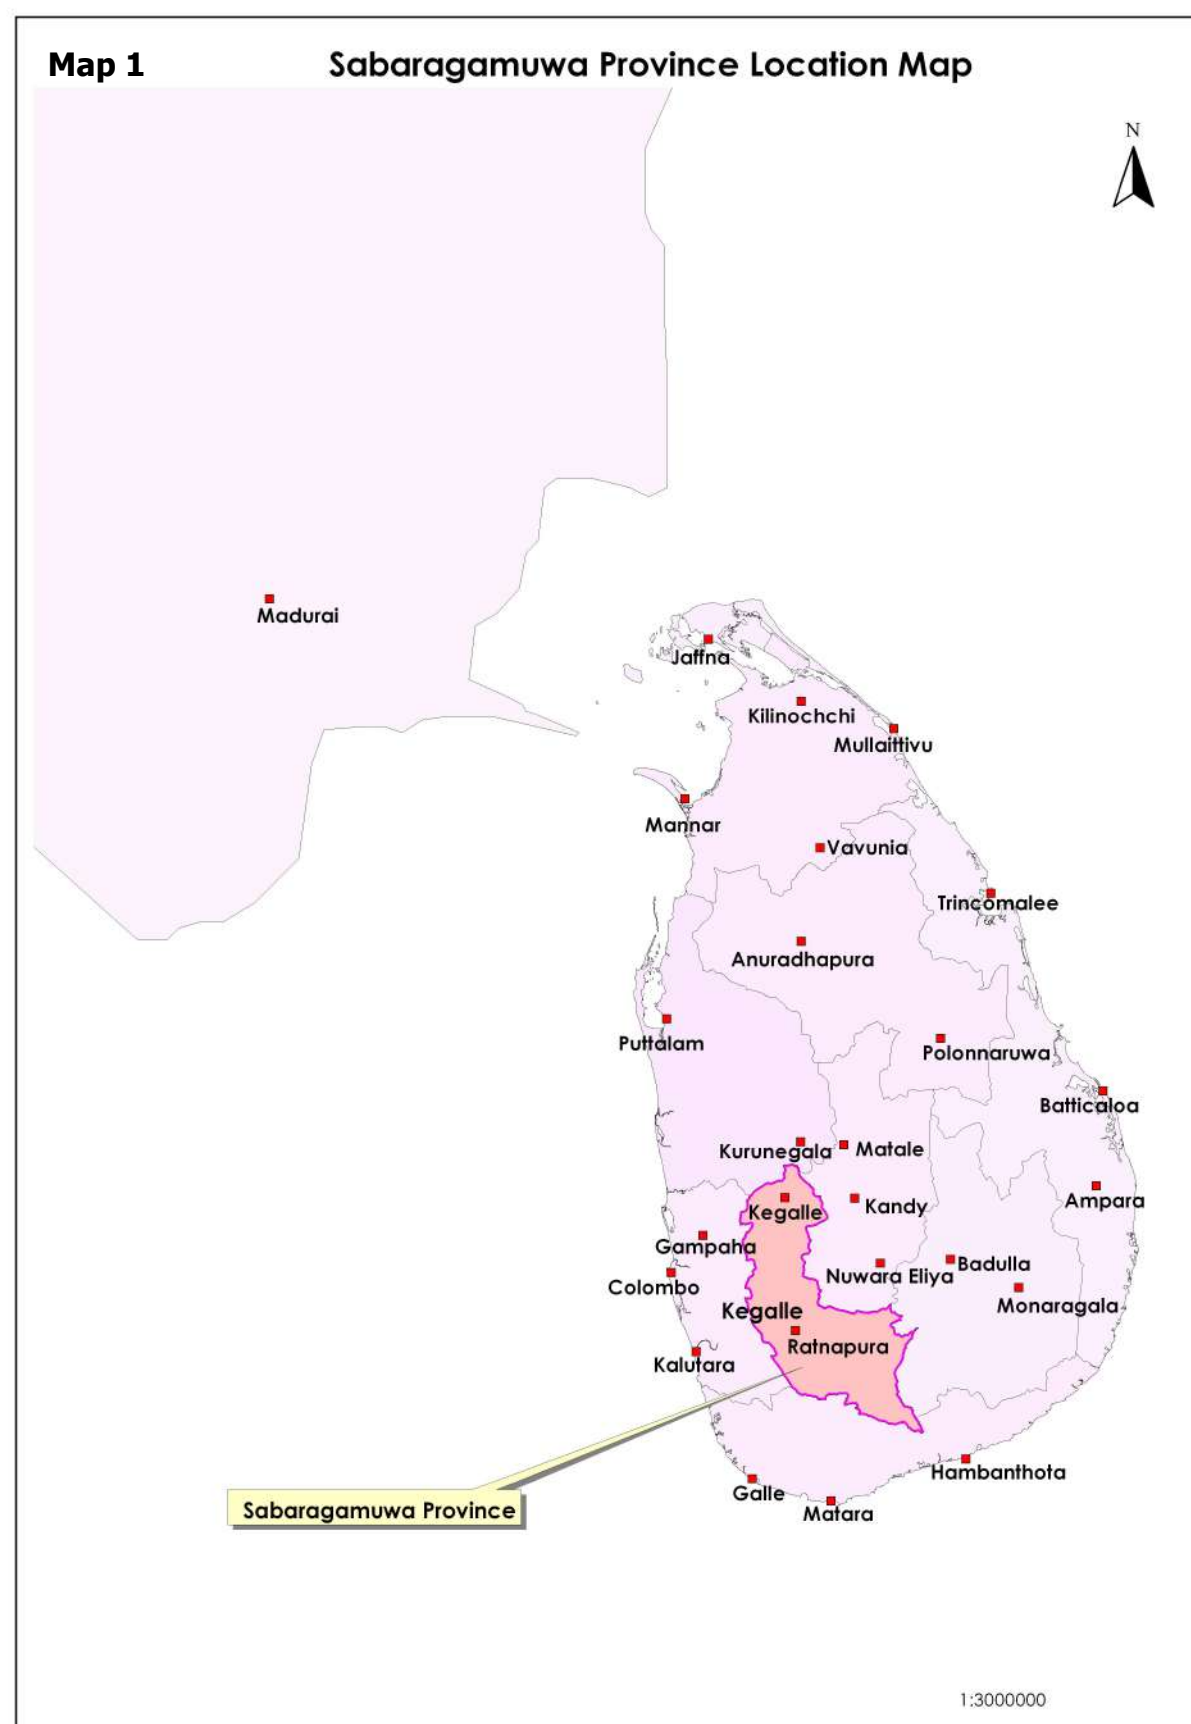 Map 1
Sabaragamuwa Province Location Map
N
Madurai
Jaffna
Kilinochchi
Mullaittivu
Mannar
Vavunia
Trincomalee
Anuradhapura
Puttalam
Polonnaruwa
Batticaloa
Kurunegala
Matale
Ampara
Kegalle
Kandy
Gampaha
Badulla
Nuwara Eliya
Colombo
Monaragala
Kegalle
Ratnapura
Kalutara
Hambanthota
Galle
Sabaragamuwa Province
Matara
1:3000000